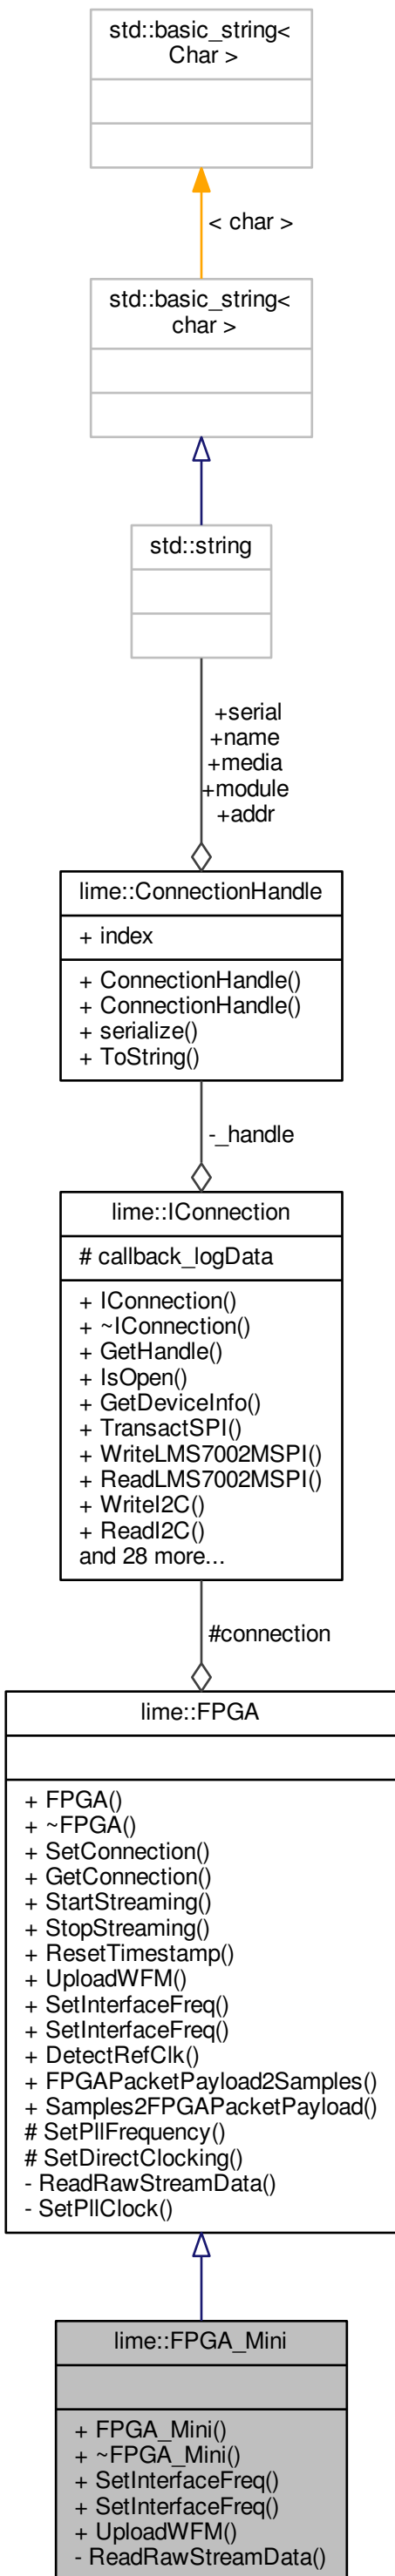 std::basic_string<
Char >
< char >
std::basic_string<
char >
std::string
+serial
+name
+media
+module
+addr
lime::ConnectionHandle
+ index
+ ConnectionHandle()
+ ConnectionHandle()
+ serialize()
+ ToString()
-_handle
lime::IConnection
# callback_logData
+ IConnection()
+ ~IConnection()
+ GetHandle()
+ IsOpen()
+ GetDeviceInfo()
+ TransactSPI()
+ WriteLMS7002MSPI()
+ ReadLMS7002MSPI()
+ WriteI2C()
+ ReadI2C()
and 28 more...
#connection
lime::FPGA
+ FPGA()
+ ~FPGA()
+ SetConnection()
+ GetConnection()
+ StartStreaming()
+ StopStreaming()
+ ResetTimestamp()
+ UploadWFM()
+ SetInterfaceFreq()
+ SetInterfaceFreq()
+ DetectRefClk()
+ FPGAPacketPayload2Samples()
+ Samples2FPGAPacketPayload()
# SetPllFrequency()
# SetDirectClocking()
- ReadRawStreamData()
- SetPllClock()
lime::FPGA_Mini
+ FPGA_Mini()
+ ~FPGA_Mini()
+ SetInterfaceFreq()
+ SetInterfaceFreq()
+ UploadWFM()
- ReadRawStreamData()